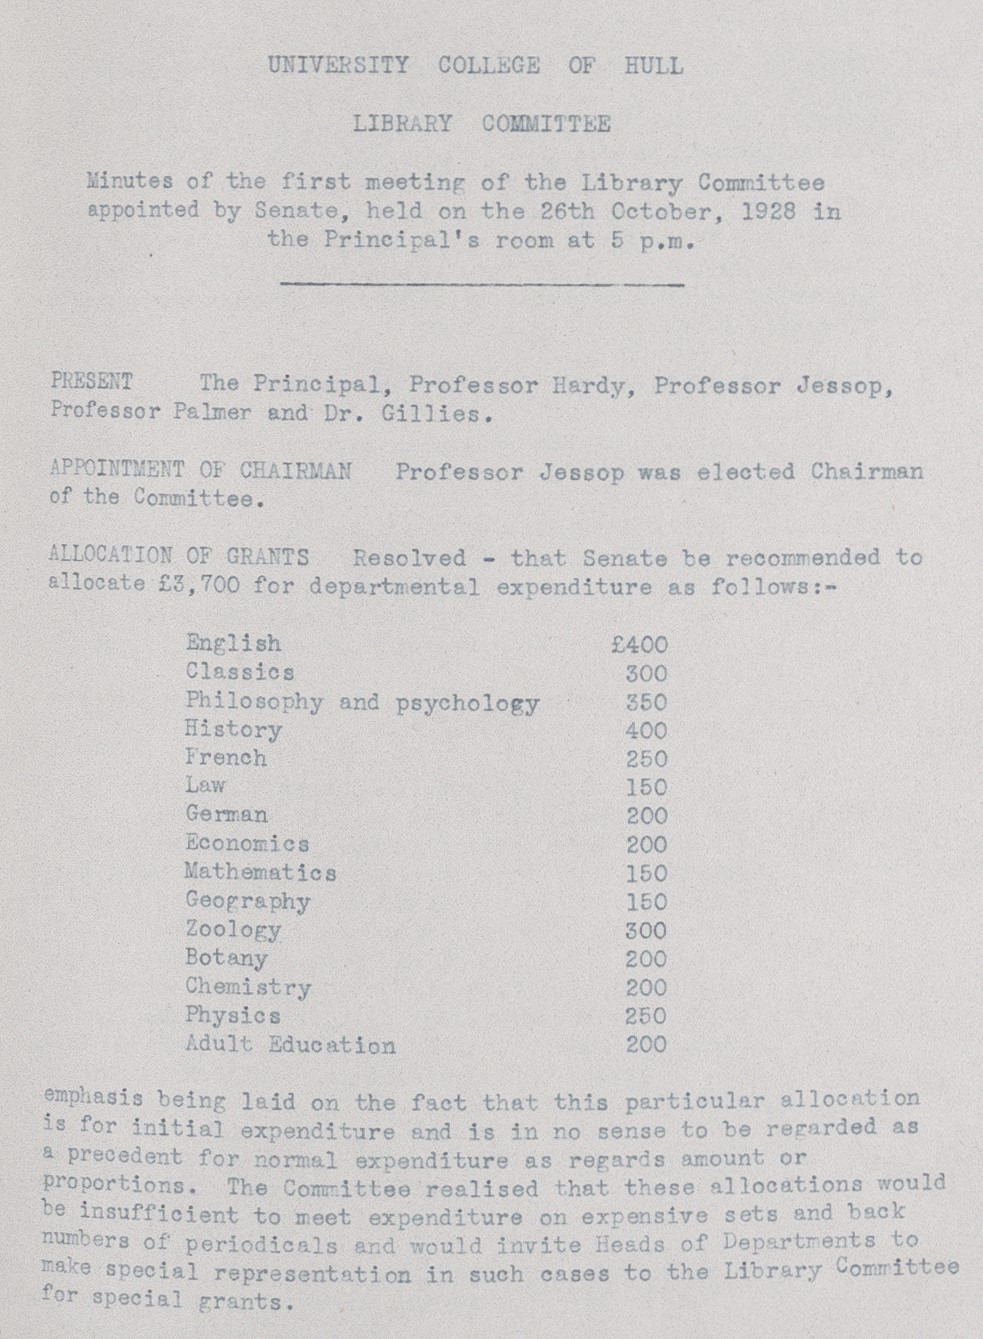 UNIVERSITY COLLEGE OF HULL
LIBRARY COMMITTEE
Minutes of the first meeting of the Library Committee
appointed by Senate, held on the 26th October, 1928 in
the Principal's room at 5 p.m.
PRESENT The Principal, Professor Hardy, Professor Jessop,
Professor Palmer and Dr. Gillies.
APPOINTMENT OF CHAIRMAN Professor Jessop was elected Chairman
of the Committee.
ALLOCATION OF GRANTS Resolved - that Senate be recommended to
allocate £3,700 for departmental expenditure as follows:-
English £400
Classics 300
Philosophy and psychology 350
History 400
French 250
Law 150
German 200
Economics 200
Mathematics 150
Geography 150
Zoology 300
Botany 200
Chemistry 200
Physics 250
Adult Education 200
emphasis being laid on the fact that this particular allocation
is for initial expenditure and is in no sense to be regarded as
a precedent for normal expenditure as regards amount or
proportions. The Committee realised that these allocations would
be insufficient to meet expenditure on expensive sets and back
numbers of periodicals and would invite Heads of Departments to
make special representation in such cases to the Library Committee
for special grants.